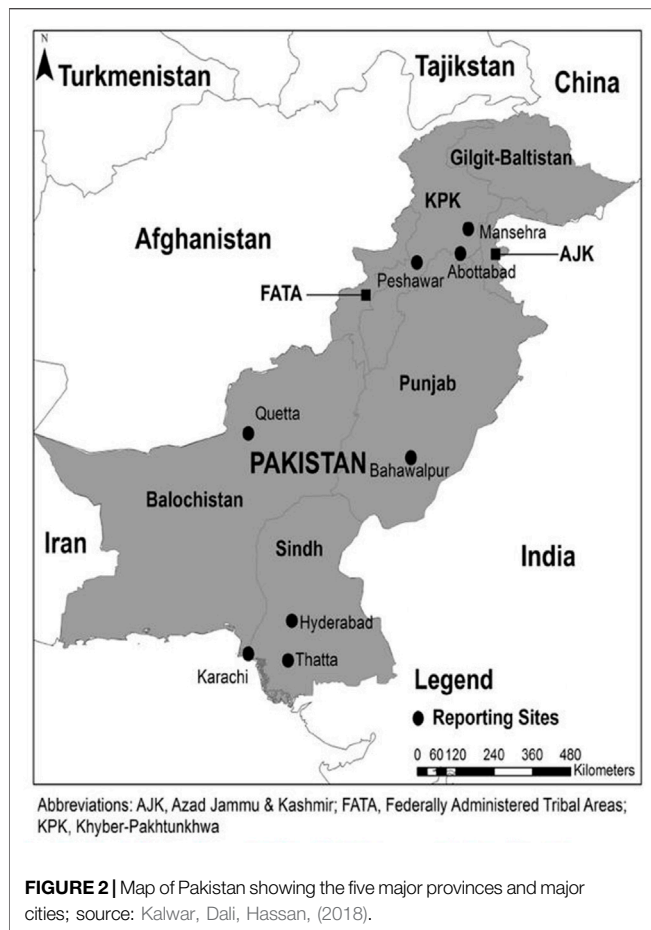 N
Turkmenistan
Tajikstan
China
Gilgit-Baltistan
KPK
Mansehra
Afghanistan
AJK
Abottabad
Peshawar
FATA
Punjab
Quetta
PAKISTAN
Bahawalpur
Balochistan
Iran
Sindh
India
Hyderabad
Karachi
Thatta
Legend
Reporting Sites
0 60 120 240 360 480
Kilometers
Abbreviations: AJK, Azad Jammu & Kashmir; FATA, Federally Administered Tribal Areas;
KPK, Khyber-Pakhtunkhwa
FIGURE 2 | Map of Pakistan showing the five major provinces and major
cities; source: Kalwar, Dali, Hassan, (2018).